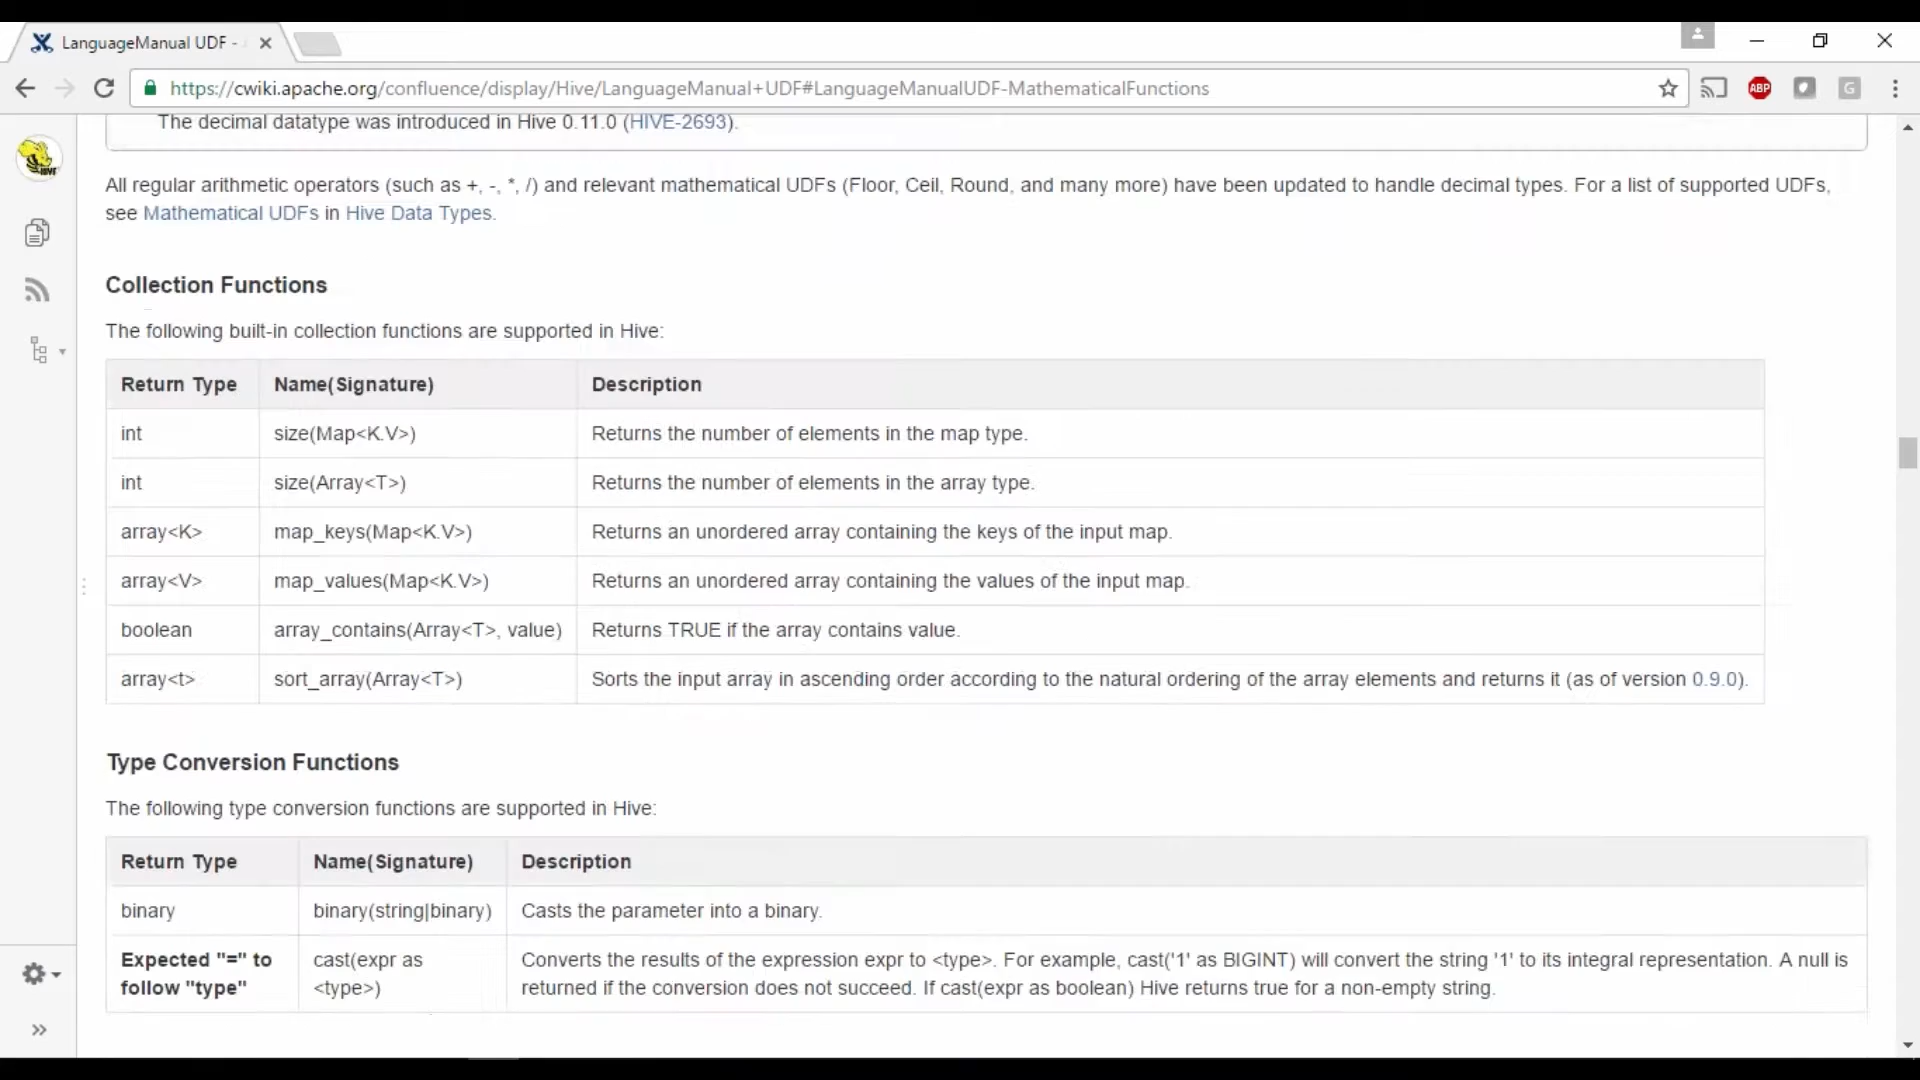 LanguageManual UDF -
https://cwiki.apache.org/confluence/display/Hive/LanguageManual+UDF#LanguageManualUDF-MathematicalFunctions
ABP
G
HIVE
The decimal datatype was introduced in Hive 0.11.0 (HIVE-2693).
All regular arithmetic operators (such as +, -, *, /) and relevant mathematical UDFs (Floor, Ceil, Round, and many more) have been updated to handle decimal types. For a list of supported UDFs,
see Mathematical UDFs in Hive Data Types.
Collection Functions
The following built-in collection functions are supported in Hive:
Return Type Name(Signature) Description
int size(Map<K.V>) Returns the number of elements in the map type.
int size(Array<T>) Returns the number of elements in the array type.
array<K> map_keys(Map<K.V>) Returns an unordered array containing the keys of the input map.
array<V> map_values(Map<K.V>) Returns an unordered array containing the values of the input map.
boolean array_contains(Array<T>, value) Returns TRUE if the array contains value.
array<t> sort_array(Array<T>) Sorts the input array in ascending order according to the natural ordering of the array elements and returns it (as of version 0.9.0).
Type Conversion Functions
The following type conversion functions are supported in Hive:
Return Type Name(Signature) Description
binary binary(string|binary) Casts the parameter into a binary.
Expected "=" to cast(expr as Converts the results of the expression expr to <type>. For example, cast('1' as BIGINT) will convert the string '1' to its integral representation. A null is
follow "type" <type>) returned if the conversion does not succeed. If cast(expr as boolean) Hive returns true for a non-empty string.